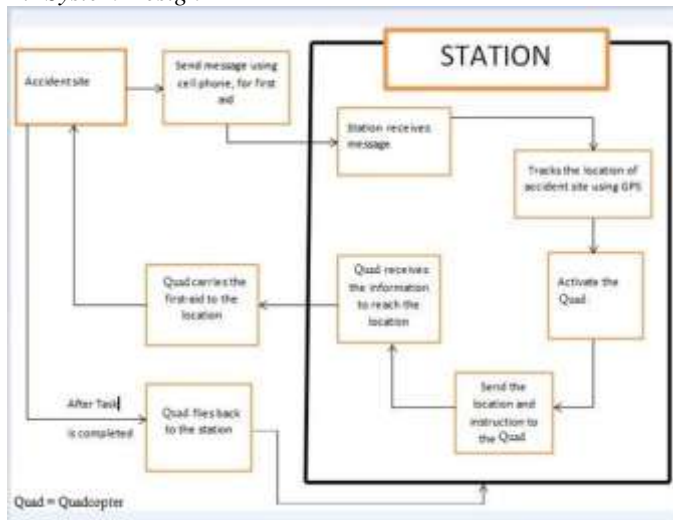 STATION
Accident site
Send message using
cell phone, for first
aid
Station receives
message
Tracks the location of
accident site using GPS
Quad carries the
first-aid to the
location
Quad receives
the information
to reach the
location
Activate the
Quad
Send the
location and
instruction to
the Quad
After Task
is completed
Quad flies back
to the station
Quad = Quadcopter